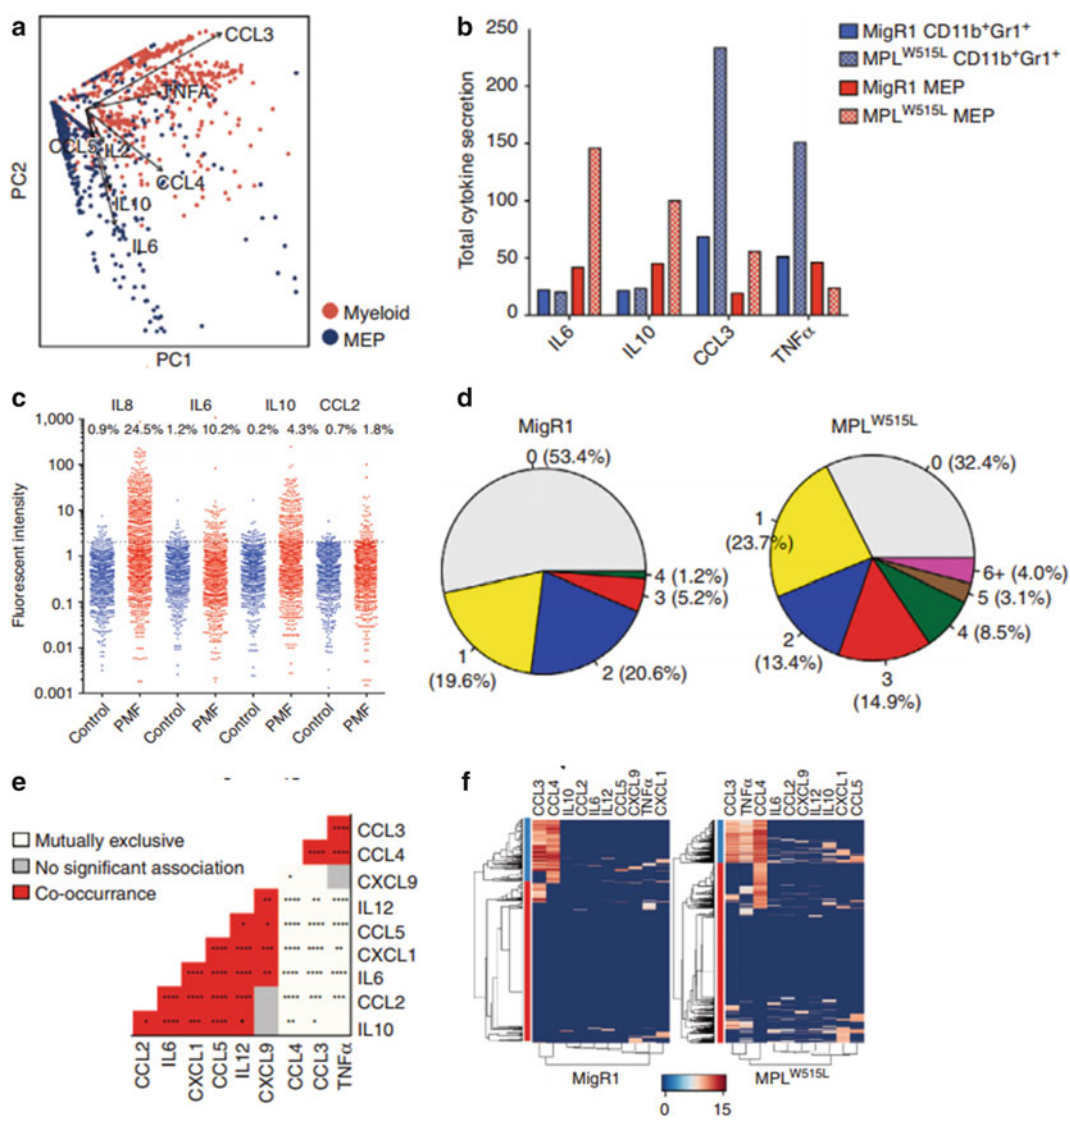 a
CCL3
TNFA
CCL5
IL2
CCL4
IL10
IL6
PC2
PC1
Myeloid
MEP
b
Total cytokine secretion
250
200
150
100
50
0
IL6
IL10
CCL3
TNFα
MigR1 CD11b+Gr1+
MPLW515L CD11b+Gr1+
MigR1 MEP
MPLW515L MEP
c
IL8 IL6 IL10 CCL2
0.9% 24.5% 1.2% 10.2% 0.2% 4.3% 0.7% 1.8%
Fluorescent intensity
1,000
100
10
1
0.1
0.01
0.001
Control PMF Control PMF Control PMF Control PMF
d
MigR1
0 (53.4%)
4 (1.2%)
3 (5.2%)
2 (20.6%)
1
(19.6%)
MPLW515L
0 (32.4%)
1
(23.7%)
6+ (4.0%)
5 (3.1%)
4 (8.5%)
2
(13.4%)
3
(14.9%)
e
Mutually exclusive
No significant association
Co-occurrance
CCL3
CCL4
CXCL9
IL12
CCL5
CXCL1
IL6
CCL2
IL10
CCL2 IL6 CXCL1 CCL5 IL12 CXCL9 CCL4 CCL3 TNFα
f
CCL3 CCL4 IL10 CCL2 IL6 IL12 CCL5 CXCL9 TNFα CXCL1
CCL3 TNFα CCL4 IL6 CCL2 CXCL9 IL12 IL10 CXCL1 CCL5
MigR1
MPLW515L
0 15